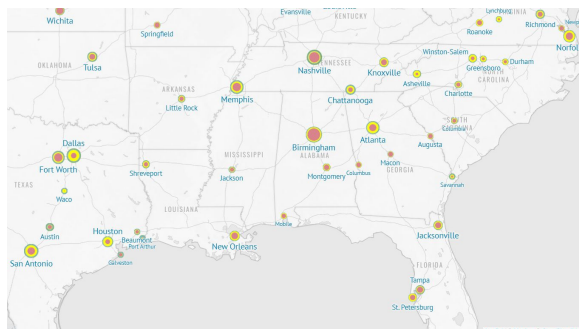 Evansville
KENTUCKY
Lynchburg
Wichita
Springfield
Roanoke
Richmond
Norfol
Winston-Salem
OKLAHOMA
Tulsa
Nashville
TENNESSEE
Knoxville
Greensboro
Durham
NORTH
CAROLINA
Asheville
ARKANSAS
Memphis
Chattanooga
Charlotte
Little Rock
SOUTH
CAROLINA
Columbia
Dallas
Fort Worth
Birmingham
ALABAMA
Atlanta
Augusta
MISSISSIPPI
Macon
GEORGIA
TEXAS
Shreveport
Jackson
Montgomery
Columbus
Waco
Savannah
LOUISIANA
Austin
Houston
Beaumont
Port Arthur
Mobile
New Orleans
Jacksonville
San Antonio
Galveston
FLORIDA
Tampa
St. Petersburg